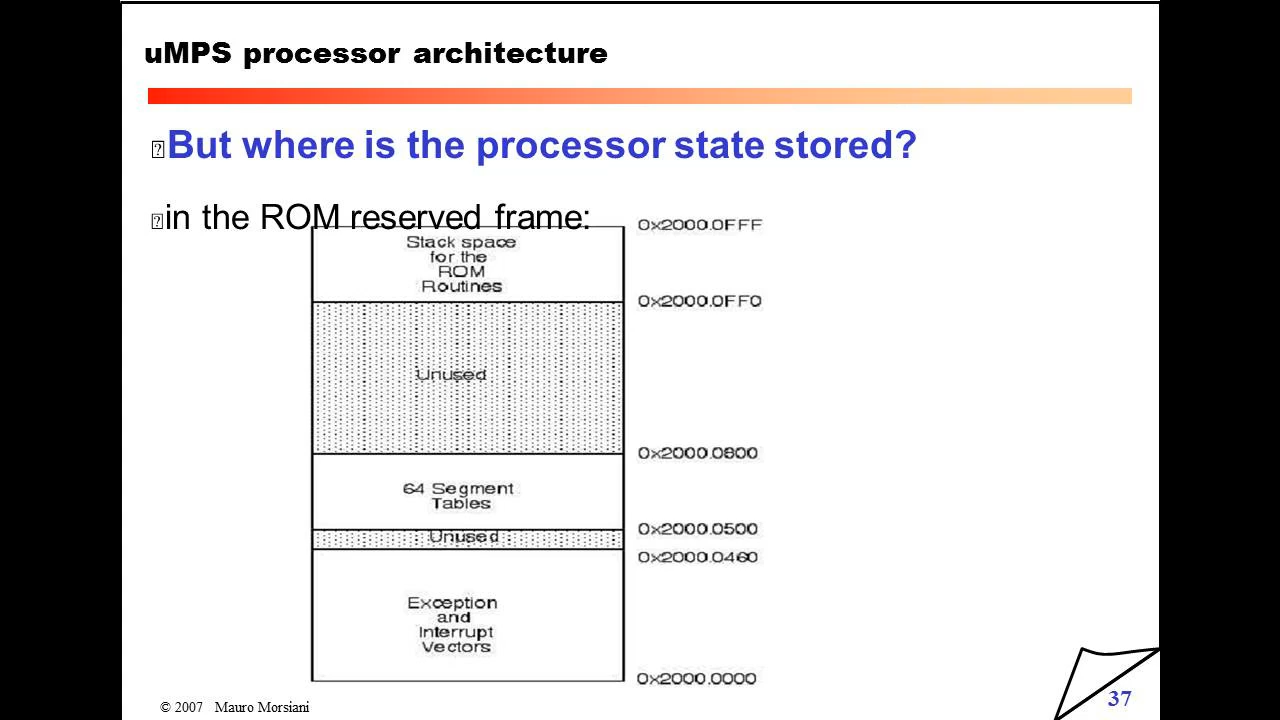 uMPS processor architecture
But where is the processor state stored?
in the ROM reserved frame:
0x2000.0FFF
Stack space
for the
ROM
Routines
0x2000.0FF0
Unused
0x2000.0800
64 Segment
Tables
0x2000.0500
Unused
0x2000.0460
Exception
and
Interrupt
Vectors
0x2000.0000
© 2007 Mauro Morsiani
37